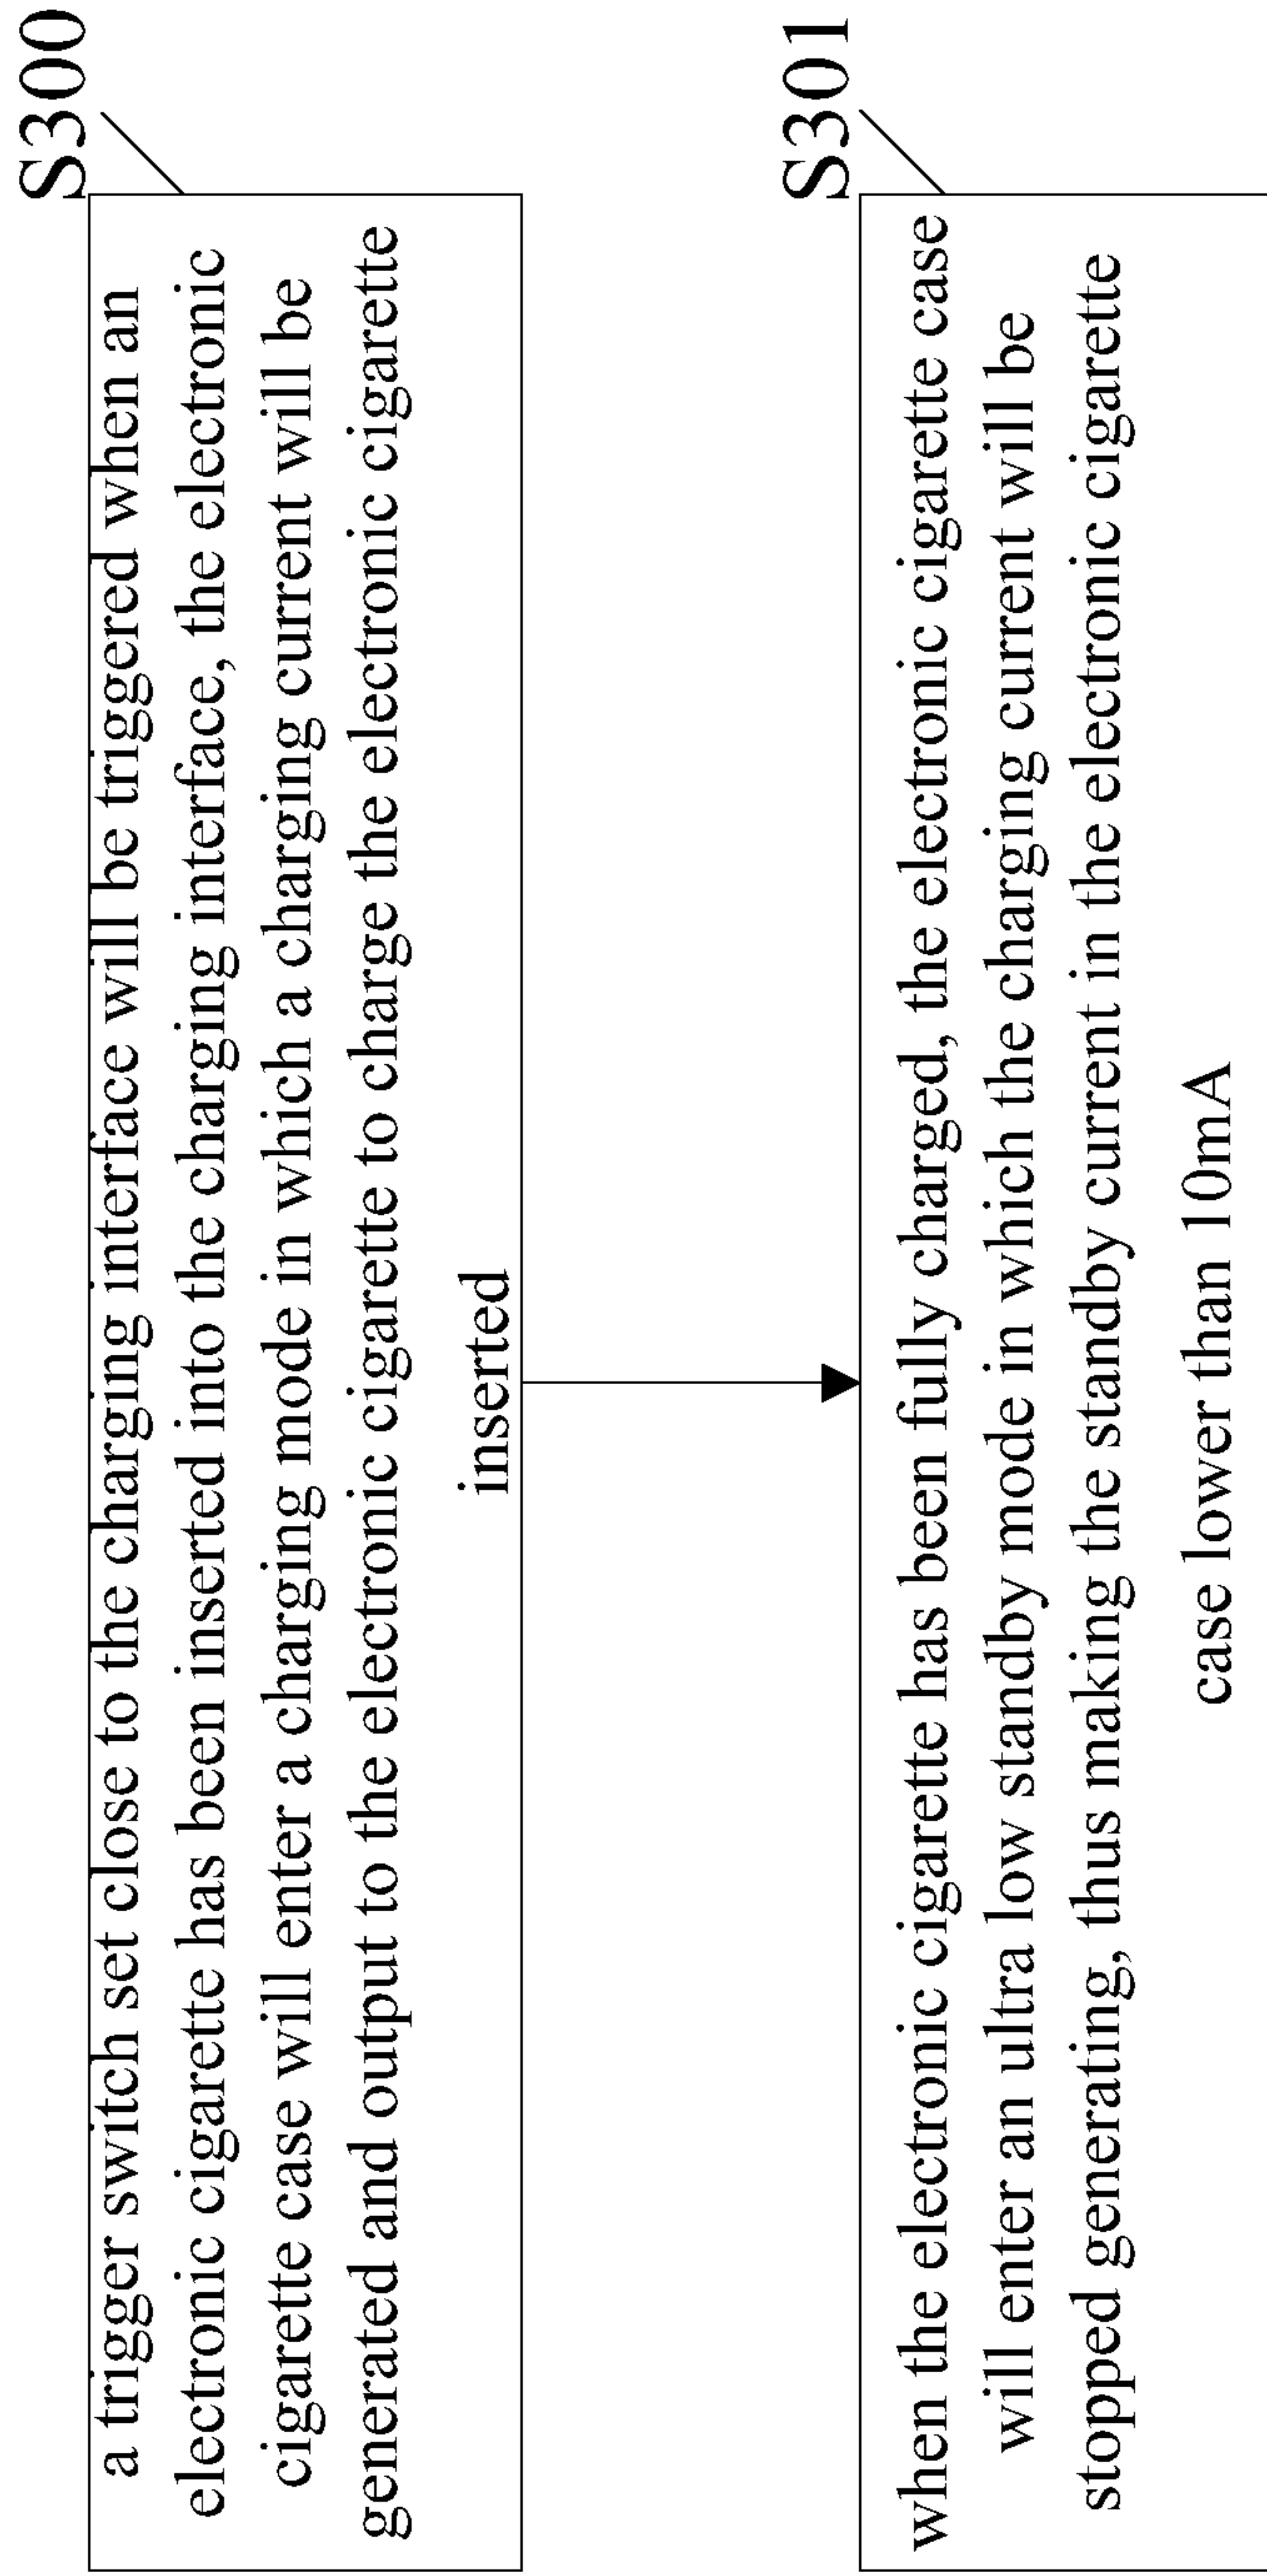 S300
a trigger switch set close to the charging interface will be triggered when an
electronic cigarette has been inserted into the charging interface, the electronic
cigarette case will enter a charging mode in which a charging current will be
generated and output to the electronic cigarette to charge the electronic cigarette
inserted
S301
when the electronic cigarette has been fully charged, the electronic cigarette case
will enter an ultra low standby mode in which the charging current will be
stopped generating, thus making the standby current in the electronic cigarette
case lower than 10mA